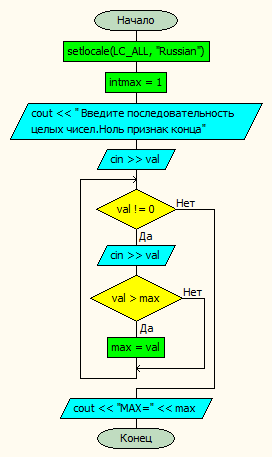 Начало
setlocale(LC_ALL, "Russian")
intmax = 1
cout << " Введите последовательность
целых чисел.Ноль признак конца"
cin >> val
val != 0
Нет
Да
cin >> val
val > max
Нет
Да
max = val
cout << "MAX=" << max
Конец